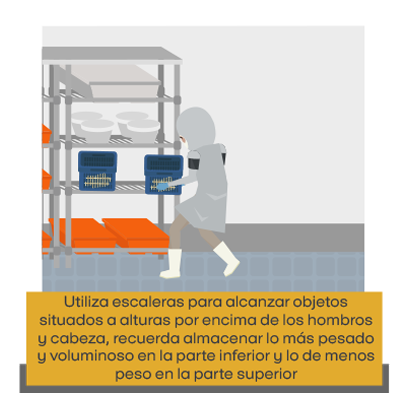 Utiliza escaleras para alcanzar objetos
situados a alturas por encima de los hombros
y cabeza, recuerda almacenar lo más pesado
y voluminoso en la parte inferior y lo de menos
peso en la parte superior